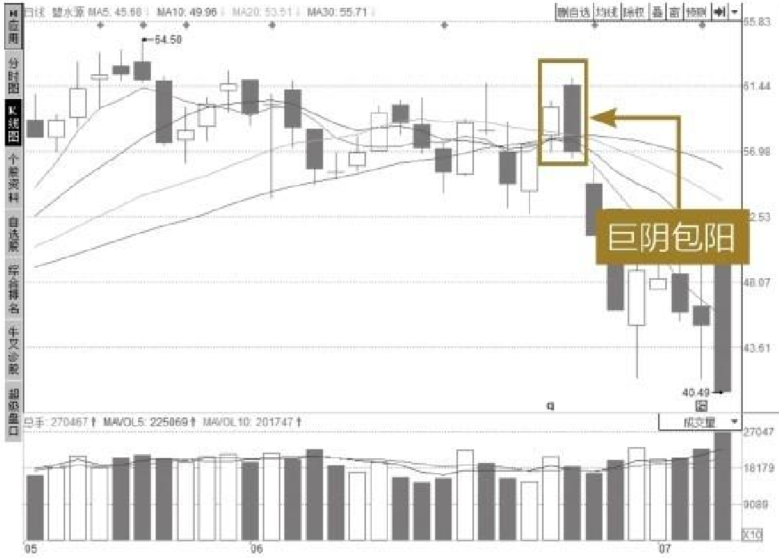 日线 碧水源 MA5: 45.68↓ MA10: 49.96↓ MA20: 53.51↓ MA30: 55.71↓
删自选 均线 除权 叠 窗 预测
应用
分时图
K线图
个股资料
自选股
综合排名
牛叉诊股
超级盘口
65.83
61.44
56.98
52.53
48.07
43.61
54.50
巨阴包阳
40.49
q
总手: 270467↑ MAVOL5: 225069↑ MAVOL10: 201747↑
成交量
27047
18179
9089
X10
05
06
07